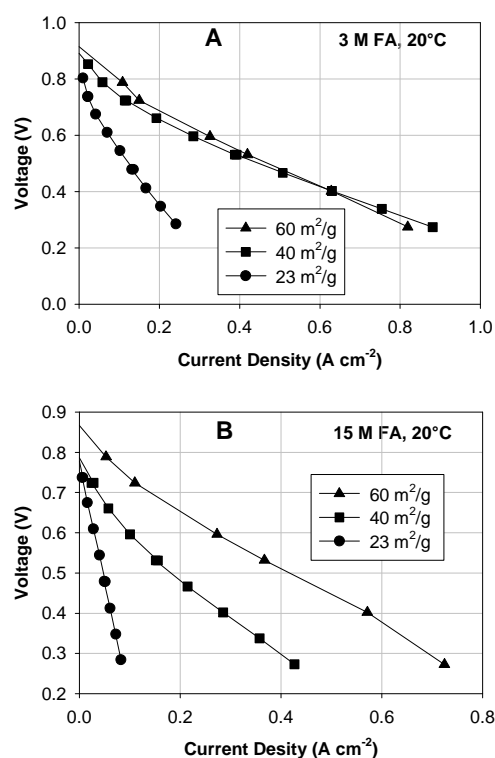 A
3 M FA, 20°C
1.0
0.8
0.6
0.4
0.2
0.0
Voltage (V)
60 m²/g
40 m²/g
23 m²/g
0.0 0.2 0.4 0.6 0.8 1.0
Current Density (A cm⁻²)
B
15 M FA, 20°C
0.9
0.8
0.7
0.6
0.5
0.4
0.3
0.2
Voltage (V)
60 m²/g
40 m²/g
23 m²/g
0.0 0.2 0.4 0.6 0.8
Current Desity (A cm⁻²)